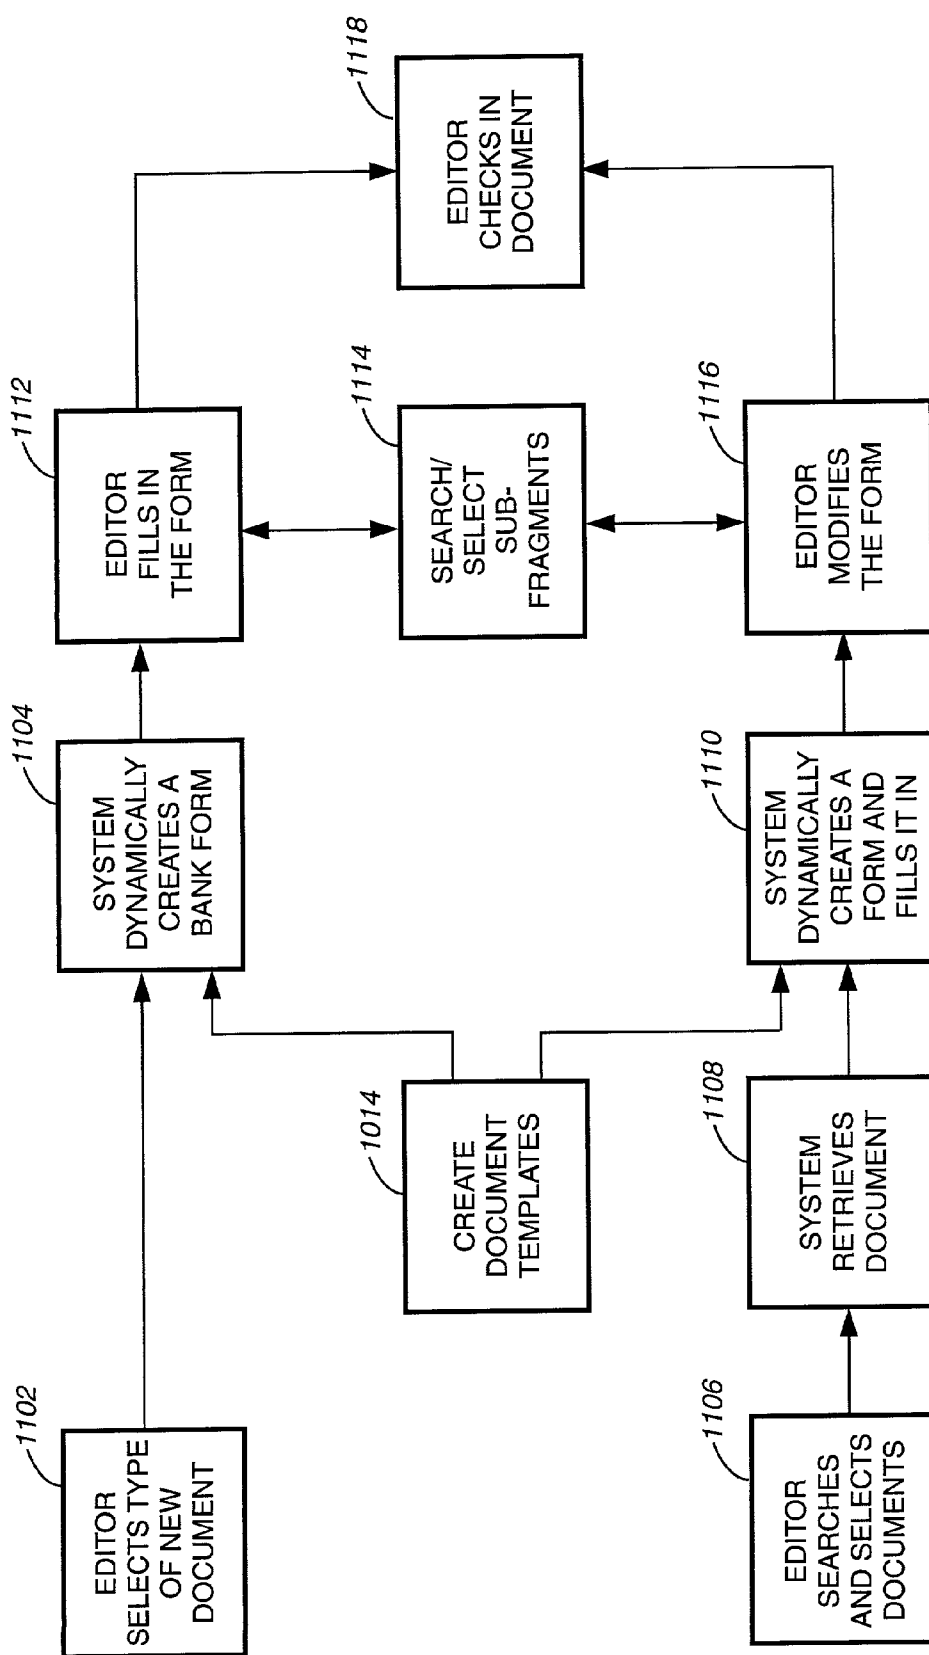 1102
EDITOR
SELECTS TYPE
OF NEW
DOCUMENT
1104
SYSTEM
DYNAMICALLY
CREATES A
BANK FORM
1112
EDITOR
FILLS IN
THE FORM
1014
CREATE
DOCUMENT
TEMPLATES
1114
SEARCH/
SELECT
SUB-
FRAGMENTS
1118
EDITOR
CHECKS IN
DOCUMENT
1106
EDITOR
SEARCHES
AND SELECTS
DOCUMENTS
1108
SYSTEM
RETRIEVES
DOCUMENT
1110
SYSTEM
DYNAMICALLY
CREATES A
FORM AND
FILLS IT IN
1116
EDITOR
MODIFIES
THE FORM